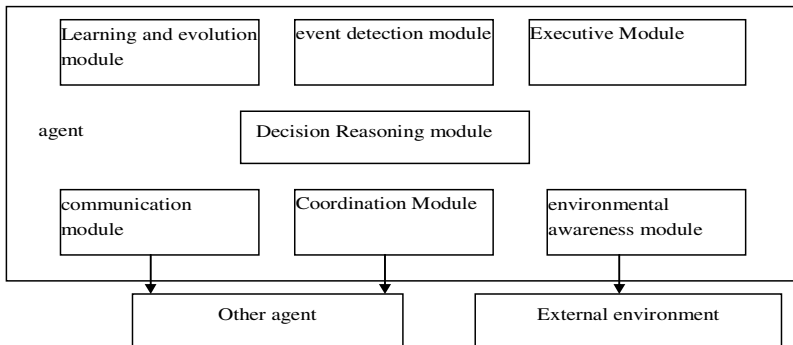 Learning and evolution
module
event detection module
Executive Module
agent
Decision Reasoning module
communication
module
Coordination Module
environmental
awareness module
Other agent
External environment